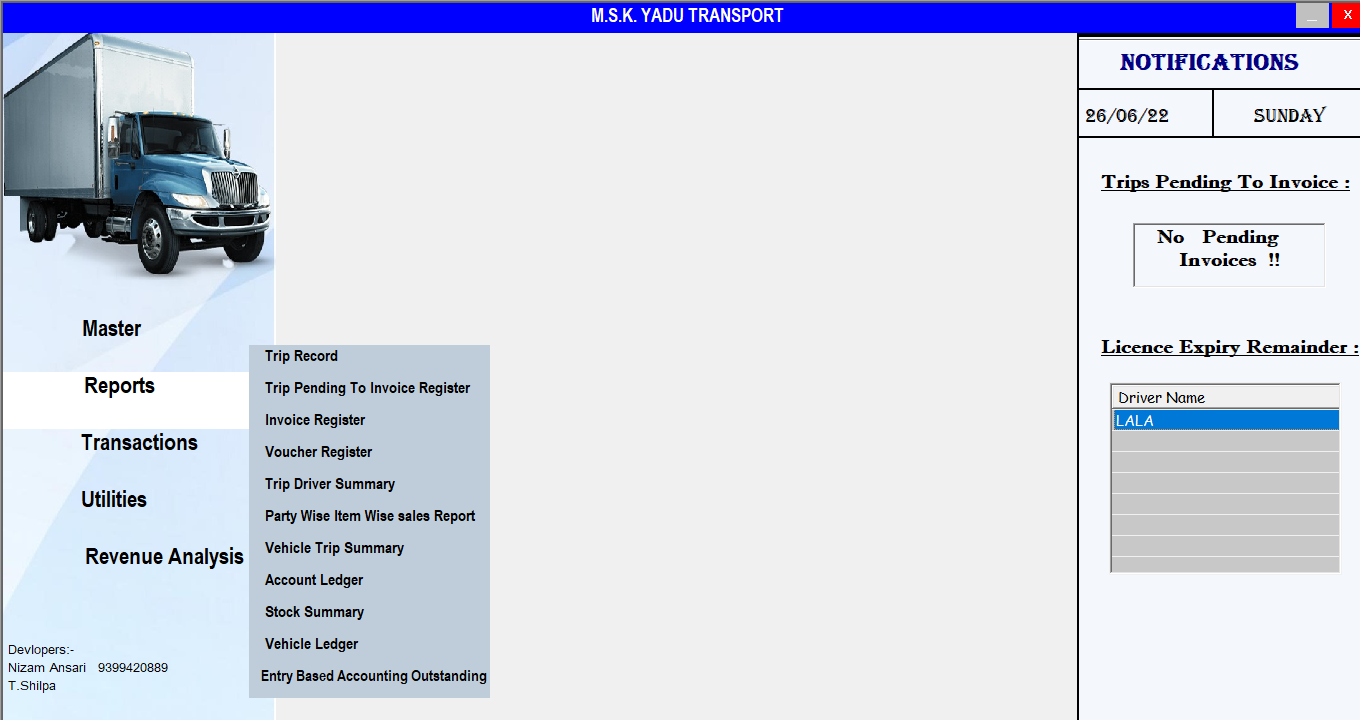 M.S.K. YADU TRANSPORT
_
X
Master
Reports
Transactions
Utilities
Revenue Analysis
Devlopers:-
Nizam Ansari 9399420889
T.Shilpa
Trip Record
Trip Pending To Invoice Register
Invoice Register
Voucher Register
Trip Driver Summary
Party Wise Item Wise sales Report
Vehicle Trip Summary
Account Ledger
Stock Summary
Vehicle Ledger
Entry Based Accounting Outstanding
NOTIFICATIONS
26/06/22 SUNDAY
Trips Pending To Invoice :
No Pending
Invoices !!
Licence Expiry Remainder :
Driver Name
LALA